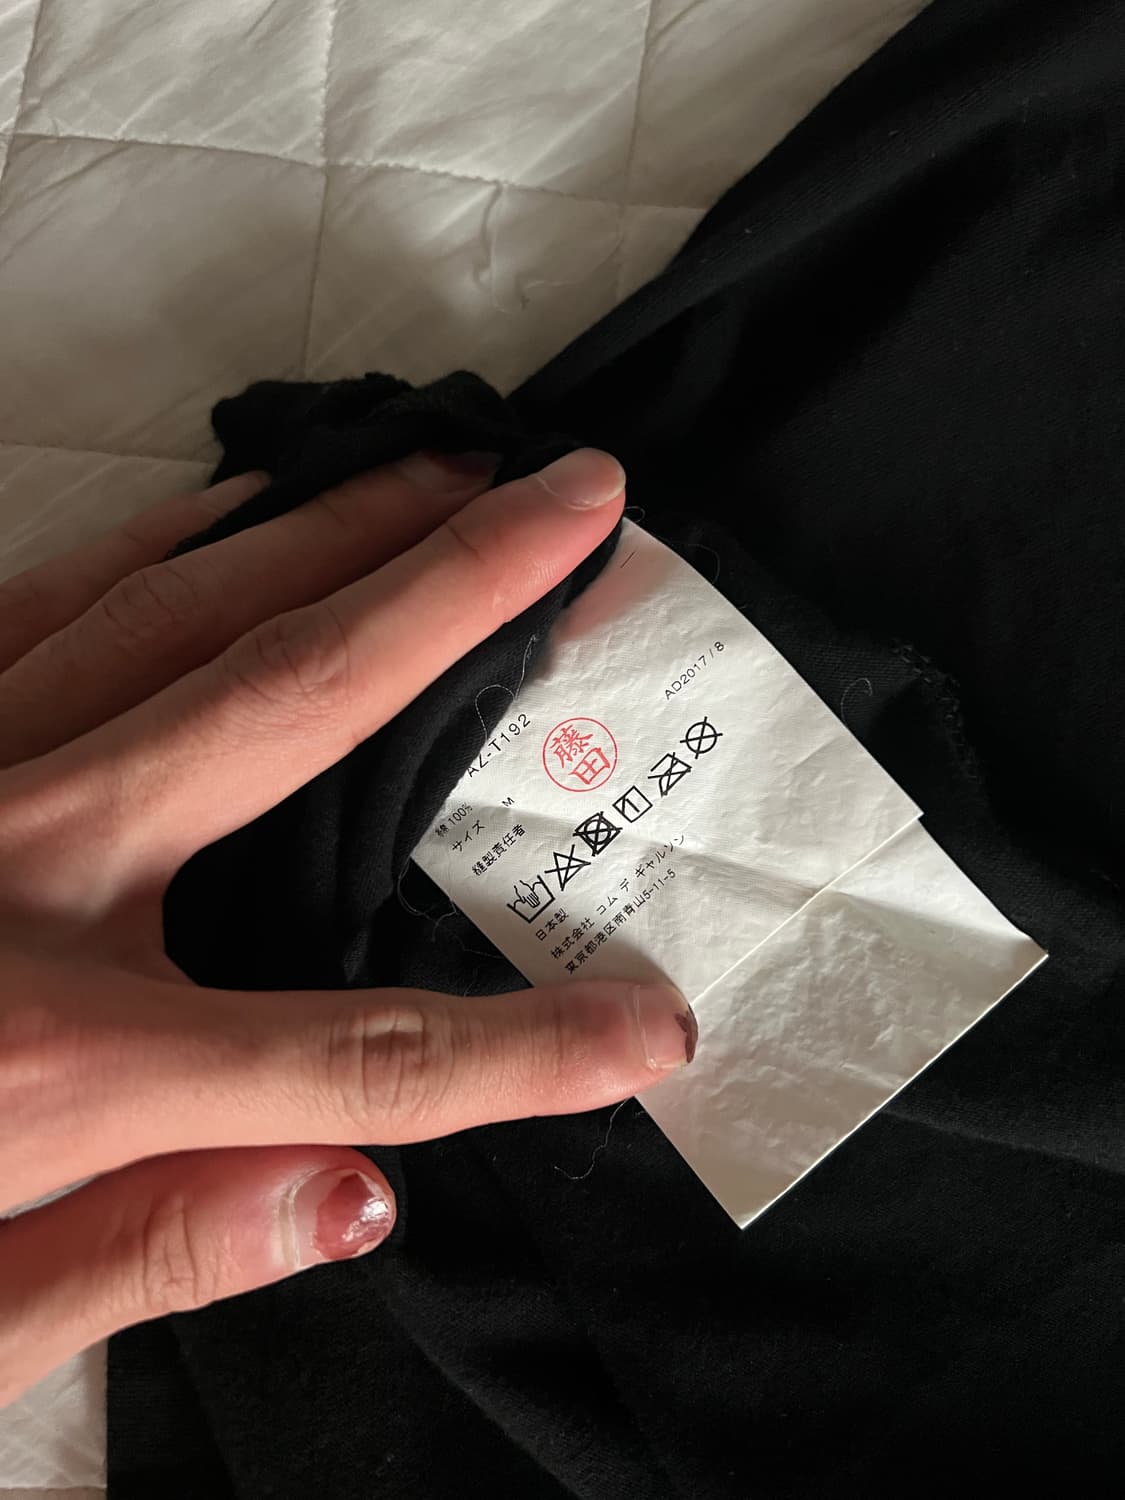 AZ-T192
AD2017/8
藤田
綿 100%
サイズ M
縫製責任者
日本製
株式会社 コム デ ギャルソン
東京都港区南青山5-11-5